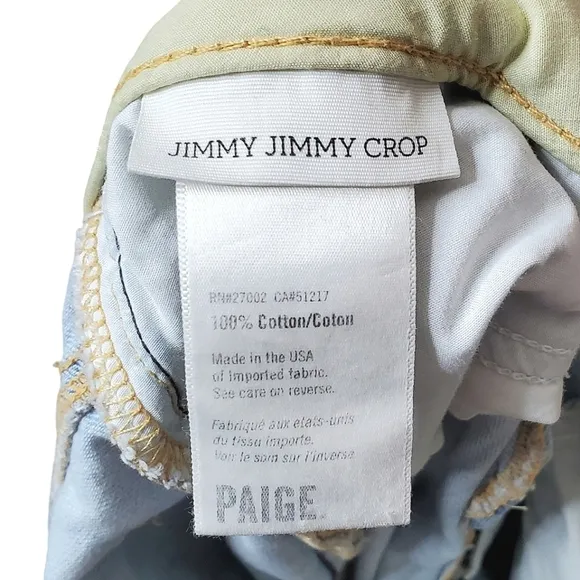 JIMMY JIMMY CROP
RN#27002 CA#51217
100% Cotton/Coton
Made in the USA
of imported fabric.
See care on reverse.
Fabriqué aux etats-unis
du tissu importe.
Voir le som sur l'inverse
PAIGE